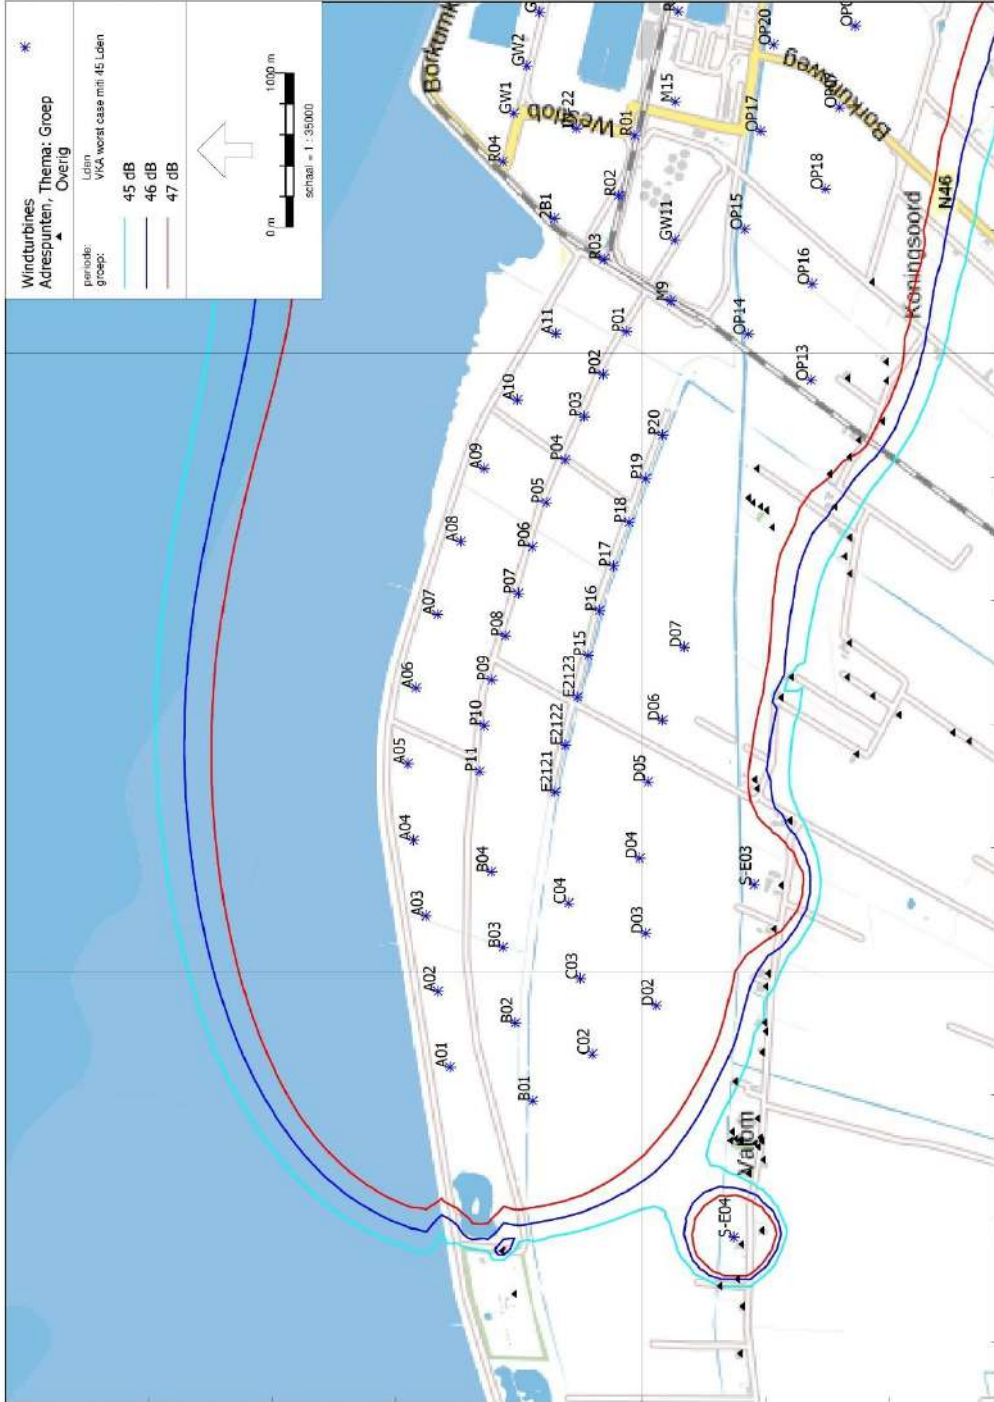 Windturbines
Adrespunten, Thema: Groep
Overig
periode: Lden
groep: VKA worst case miti 45 Lden
45 dB
46 dB
47 dB
0 m 1000 m
schaal = 1 : 35000
Borkumk
GW2
GW1
R04
2B1
R01
R02
R03
M15
GW11
M9
OP20
OP17
OP18
OP15
OP16
OP14
OP13
Borkumweg
N46
Koningsoord
A11
A10
A09
A08
A07
A06
A05
A04
A03
A02
A01
P01
P02
P03
P04
P05
P06
P07
P08
P09
P10
P11
B04
B03
B02
B01
P20
P19
P18
P17
P16
P15
E2123
E2122
E2121
C04
C03
C02
D07
D06
D05
D04
D03
D02
S-E03
S-E04
Valom